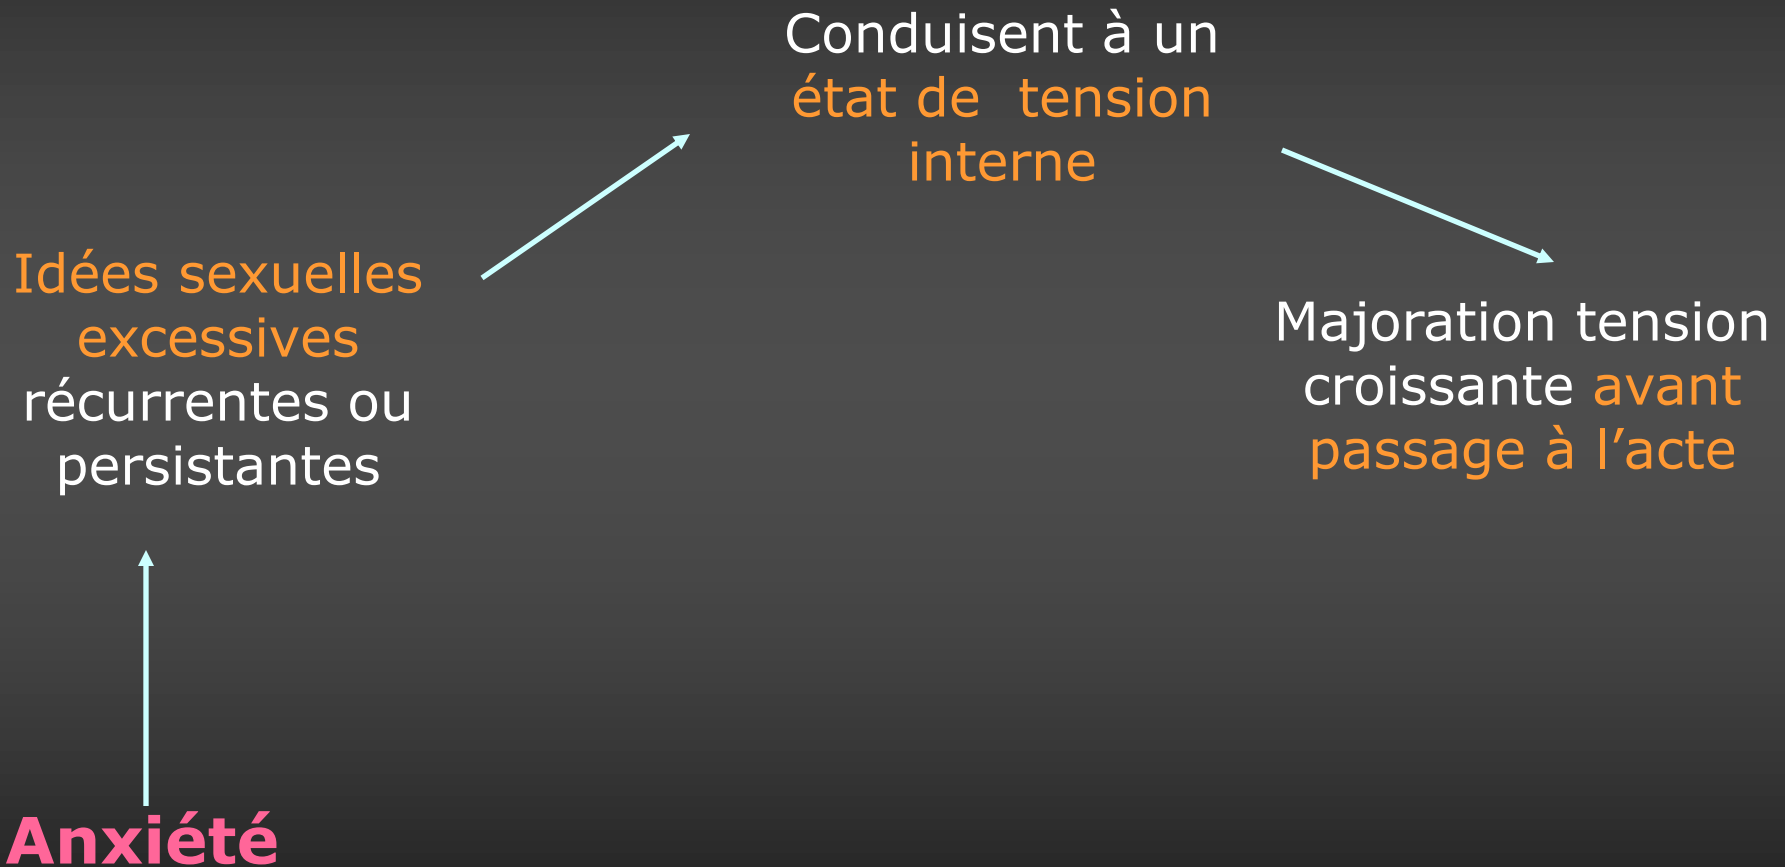 Conduisent à un
état de  tension
interne
Idées sexuelles
excessives
récurrentes ou
persistantes
Majoration tension
croissante avant
passage à l’acte
Anxiété